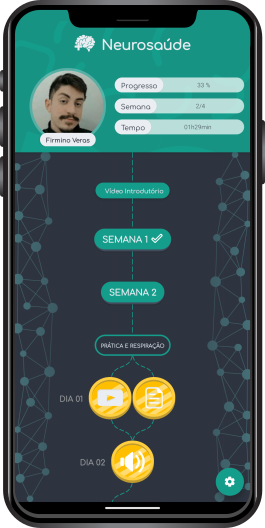 Neurosaúde
Progresso 33 %
Semana 2/4
Tempo 01h29min
Firmino Veras
Vídeo Introdutório
SEMANA 1
SEMANA 2
PRÁTICA E RESPIRAÇÃO
DIA 01
DIA 02